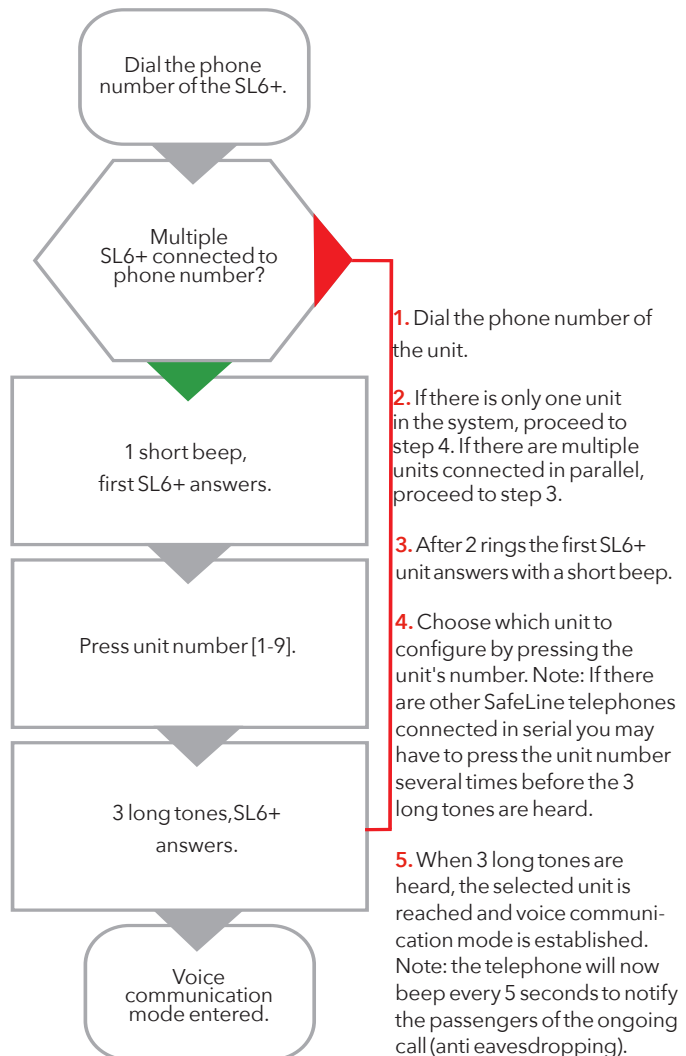 Dial the phone
number of the SL6+.
Multiple
SL6+ connected to
phone number?
1 short beep,
first SL6+ answers.
Press unit number [1-9].
3 long tones,SL6+
answers.
Voice
communication
mode entered.
1. Dial the phone number of
the unit.
2. If there is only one unit
in the system, proceed to
step 4. If there are multiple
units connected in parallel,
proceed to step 3.
3. After 2 rings the first SL6+
unit answers with a short beep.
4. Choose which unit to
configure by pressing the
unit's number. Note: If there
are other SafeLine telephones
connected in serial you may
have to press the unit number
several times before the 3
long tones are heard.
5. When 3 long tones are
heard, the selected unit is
reached and voice communi-
cation mode is established.
Note: the telephone will now
beep every 5 seconds to notify
the passengers of the ongoing
call (anti eavesdropping).